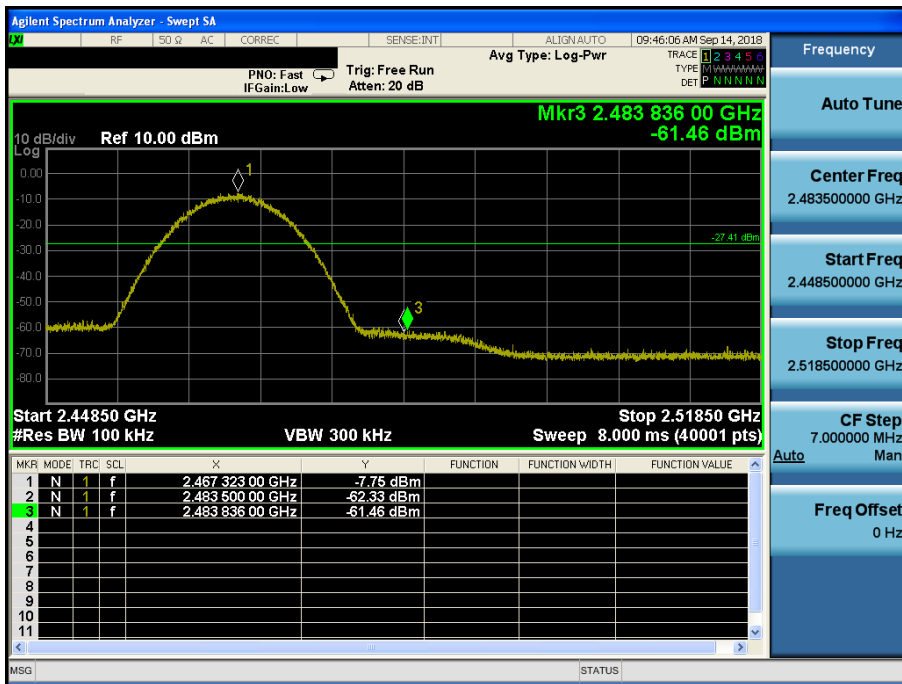 Agilent Spectrum Analyzer - Swept SA
LXI RF 50 Ω AC CORREC SENSE:INT ALIGN AUTO 09:46:06 AM Sep 14, 2018
Frequency
Avg Type: Log-Pwr TRACE 1 2 3 4 5 6
PNO: Fast Trig: Free Run TYPE MWWWWW
IFGain:Low Atten: 20 dB DET P N N N N N
Auto Tune
Mkr3 2.483 836 00 GHz
10 dB/div Ref 10.00 dBm -61.46 dBm
Log
0.00
1
-10.0
-20.0
-27.41 dBm
-30.0
-40.0
-50.0
3
-60.0
-70.0
-80.0
Center Freq
2.483500000 GHz
Start Freq
2.448500000 GHz
Stop Freq
2.518500000 GHz
Start 2.44850 GHz Stop 2.51850 GHz
#Res BW 100 kHz VBW 300 kHz Sweep 8.000 ms (40001 pts)
CF Step
7.000000 MHz
Auto Man
MKR MODE TRC SCL X Y FUNCTION FUNCTION WIDTH FUNCTION VALUE
1 N 1 f 2.467 323 00 GHz -7.75 dBm
2 N 1 f 2.483 500 00 GHz -62.33 dBm
3 N 1 f 2.483 836 00 GHz -61.46 dBm
4
5
6
7
8
9
10
11
Freq Offset
0 Hz
MSG STATUS